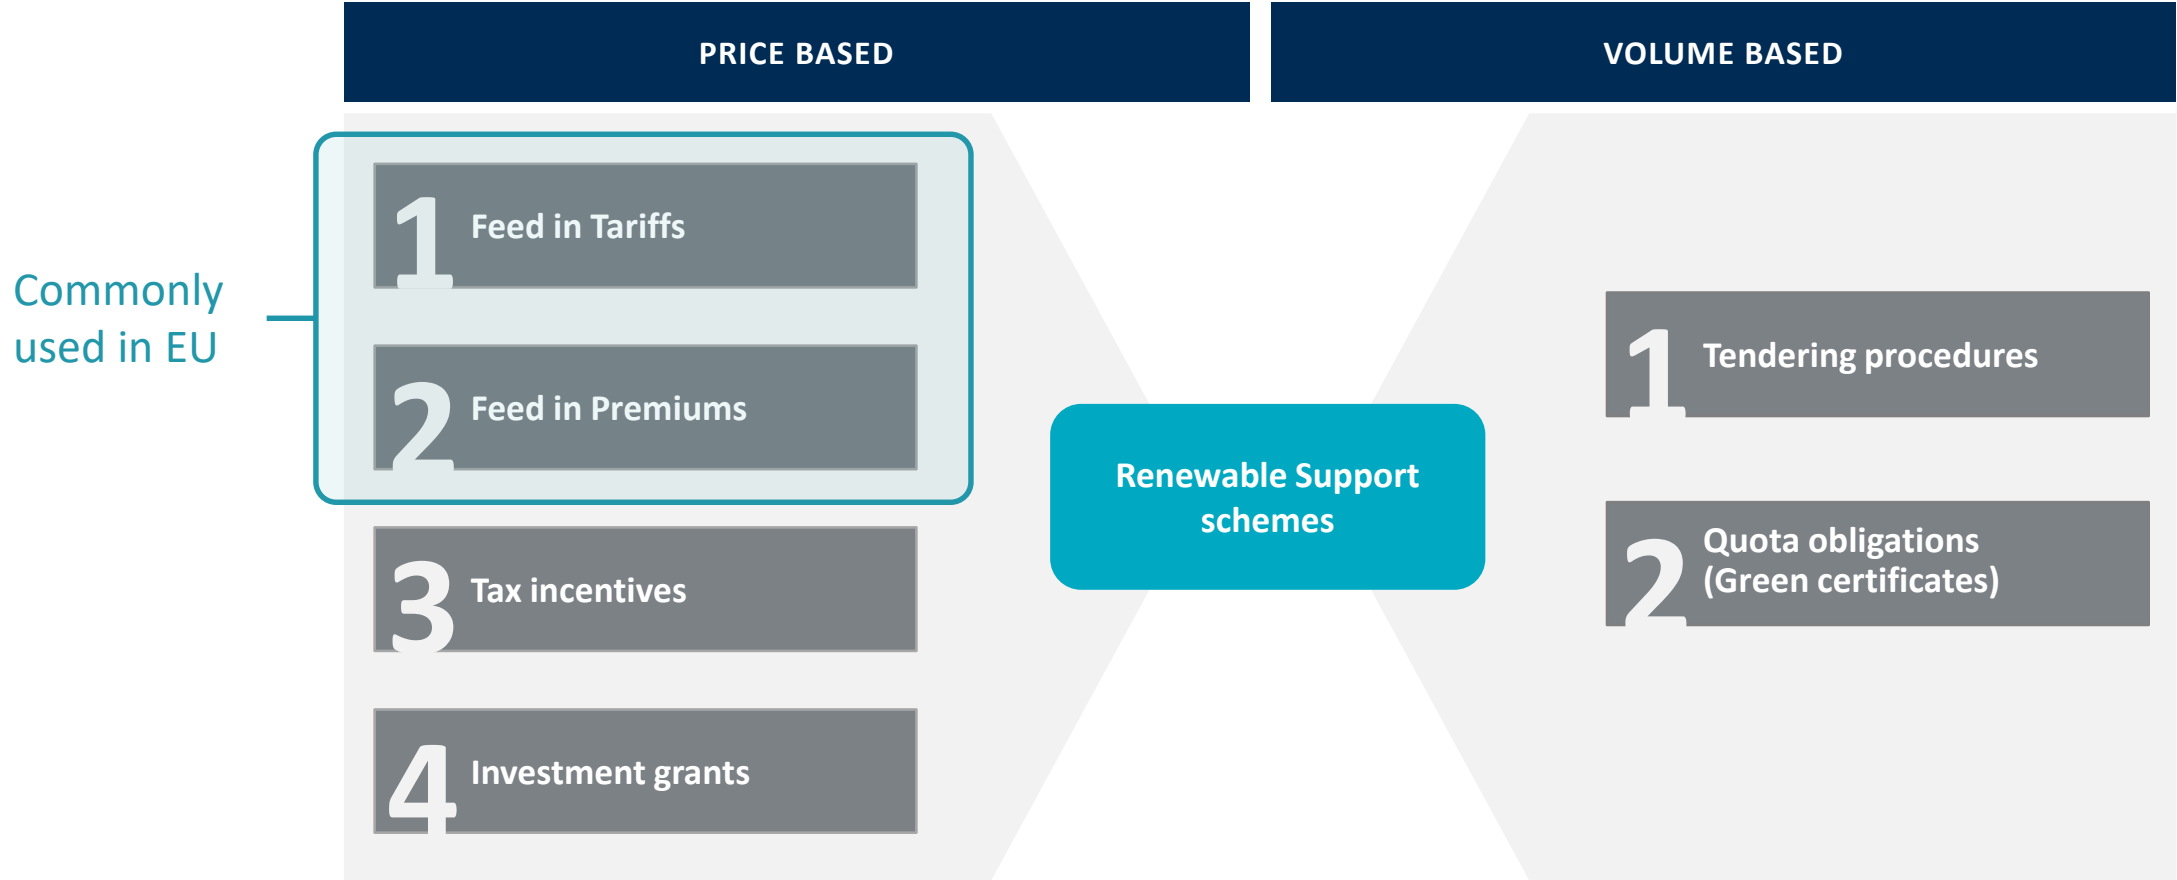 PRICE BASED
VOLUME BASED
Commonly
used in EU
1 Feed in Tariffs
2 Feed in Premiums
3 Tax incentives
4 Investment grants
Renewable Support
schemes
1 Tendering procedures
2 Quota obligations
(Green certificates)